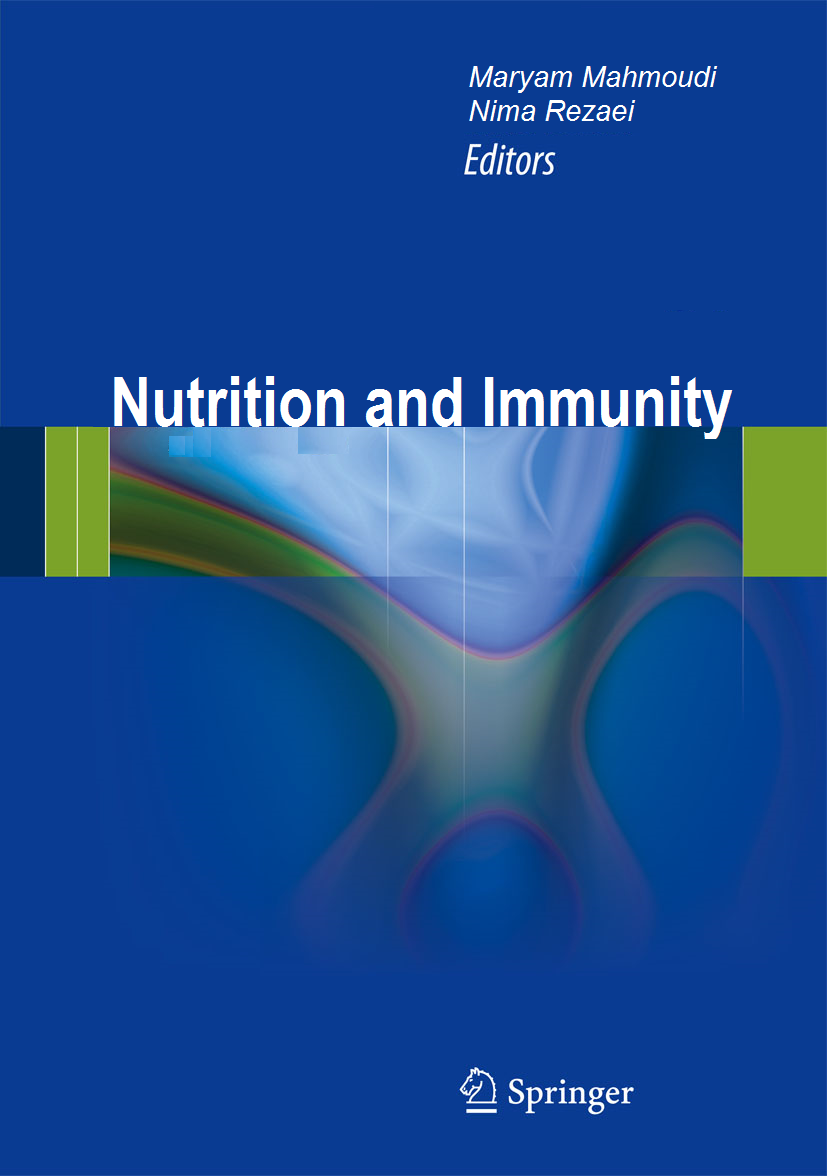 Maryam Mahmoudi
Nima Rezaei
Editors
Nutrition and Immunity
Springer